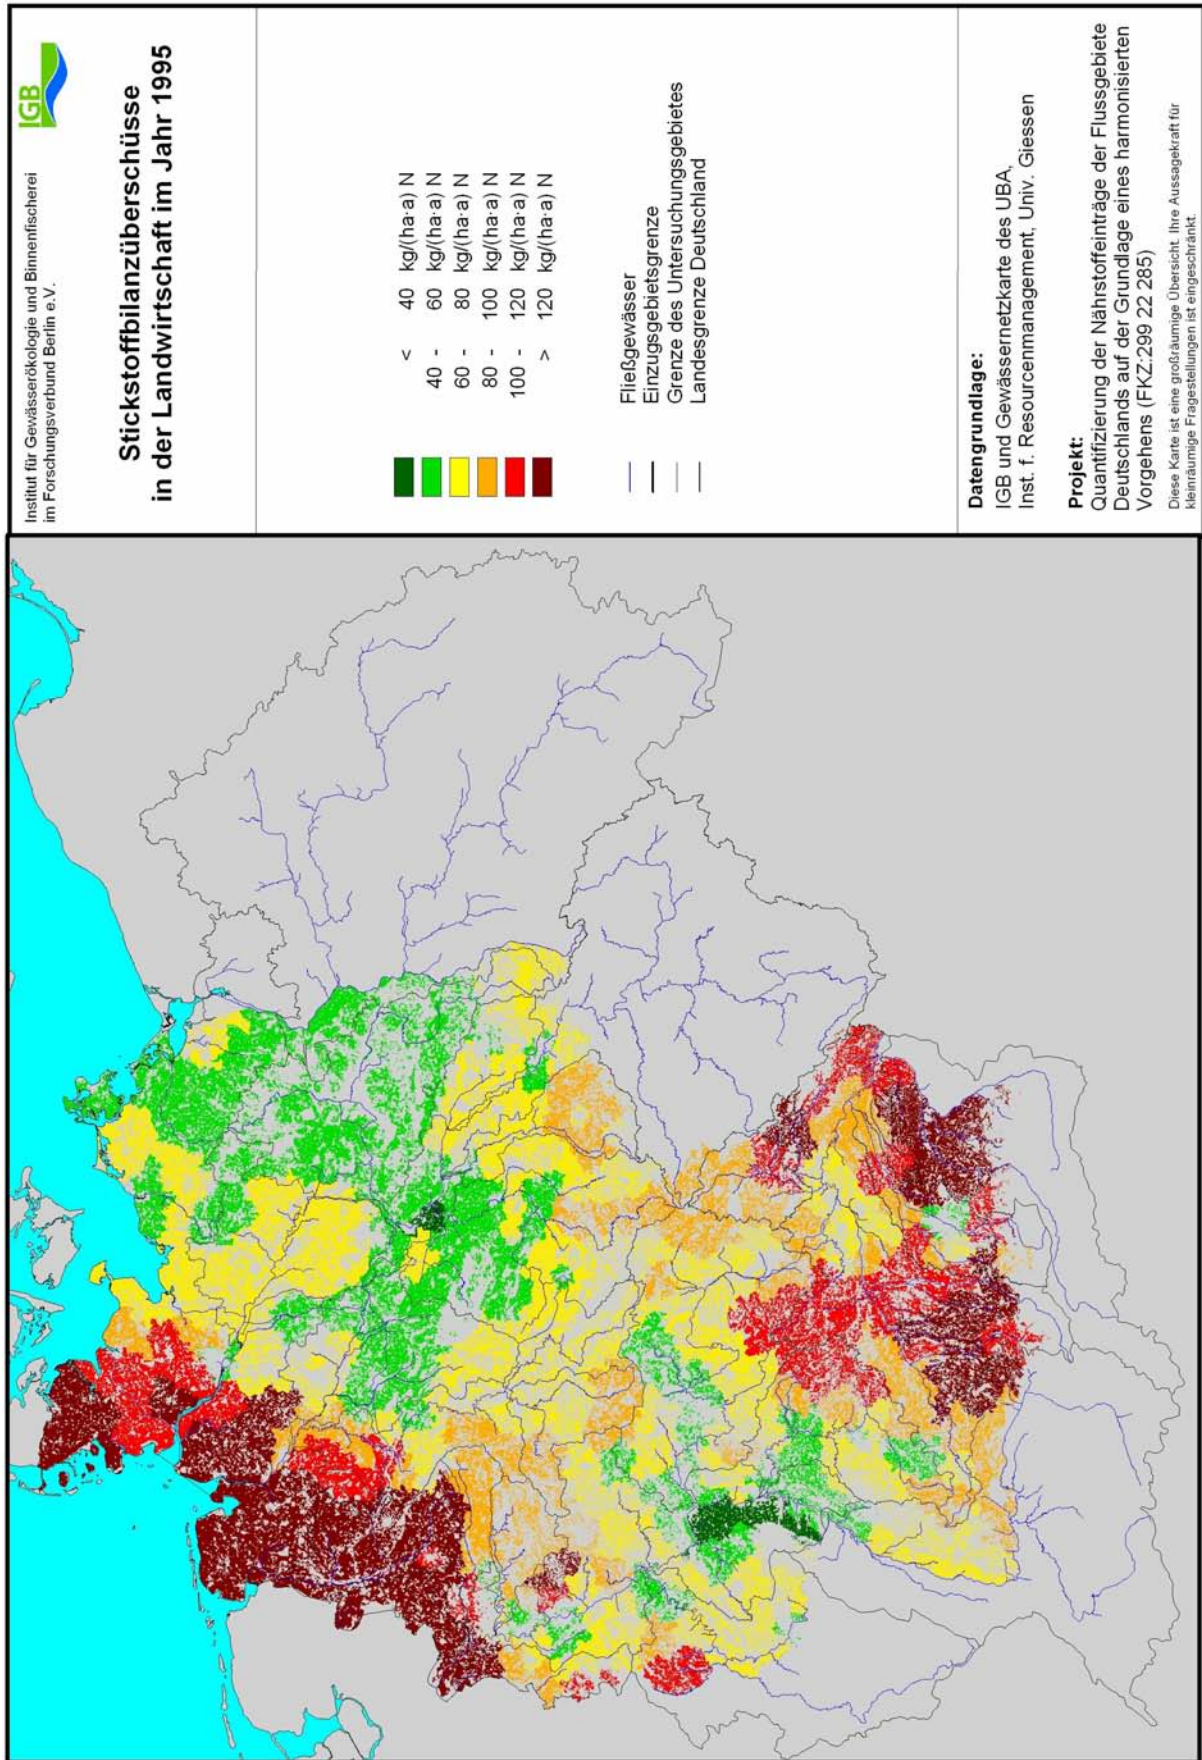 Institut für Gewässerökologie und Binnenfischerei
im Forschungsverbund Berlin e.V.
IGB
Stickstoffbilanzüberschüsse
in der Landwirtschaft im Jahr 1995
< 40 kg/(ha·a) N
40 - 60 kg/(ha·a) N
60 - 80 kg/(ha·a) N
80 - 100 kg/(ha·a) N
100 - 120 kg/(ha·a) N
> 120 kg/(ha·a) N
Fließgewässer
Einzugsgebietsgrenze
Grenze des Untersuchungsgebietes
Landesgrenze Deutschland
Datengrundlage:
IGB und Gewässernetzkarte des UBA,
Inst. f. Resourcenmanagement, Univ. Giessen
Projekt:
Quantifizierung der Nährstoffeinträge der Flussgebiete
Deutschlands auf der Grundlage eines harmonisierten
Vorgehens (FKZ:299 22 285)
Diese Karte ist eine großräumige Übersicht. Ihre Aussagekraft für
kleinräumige Fragestellungen ist eingeschränkt.